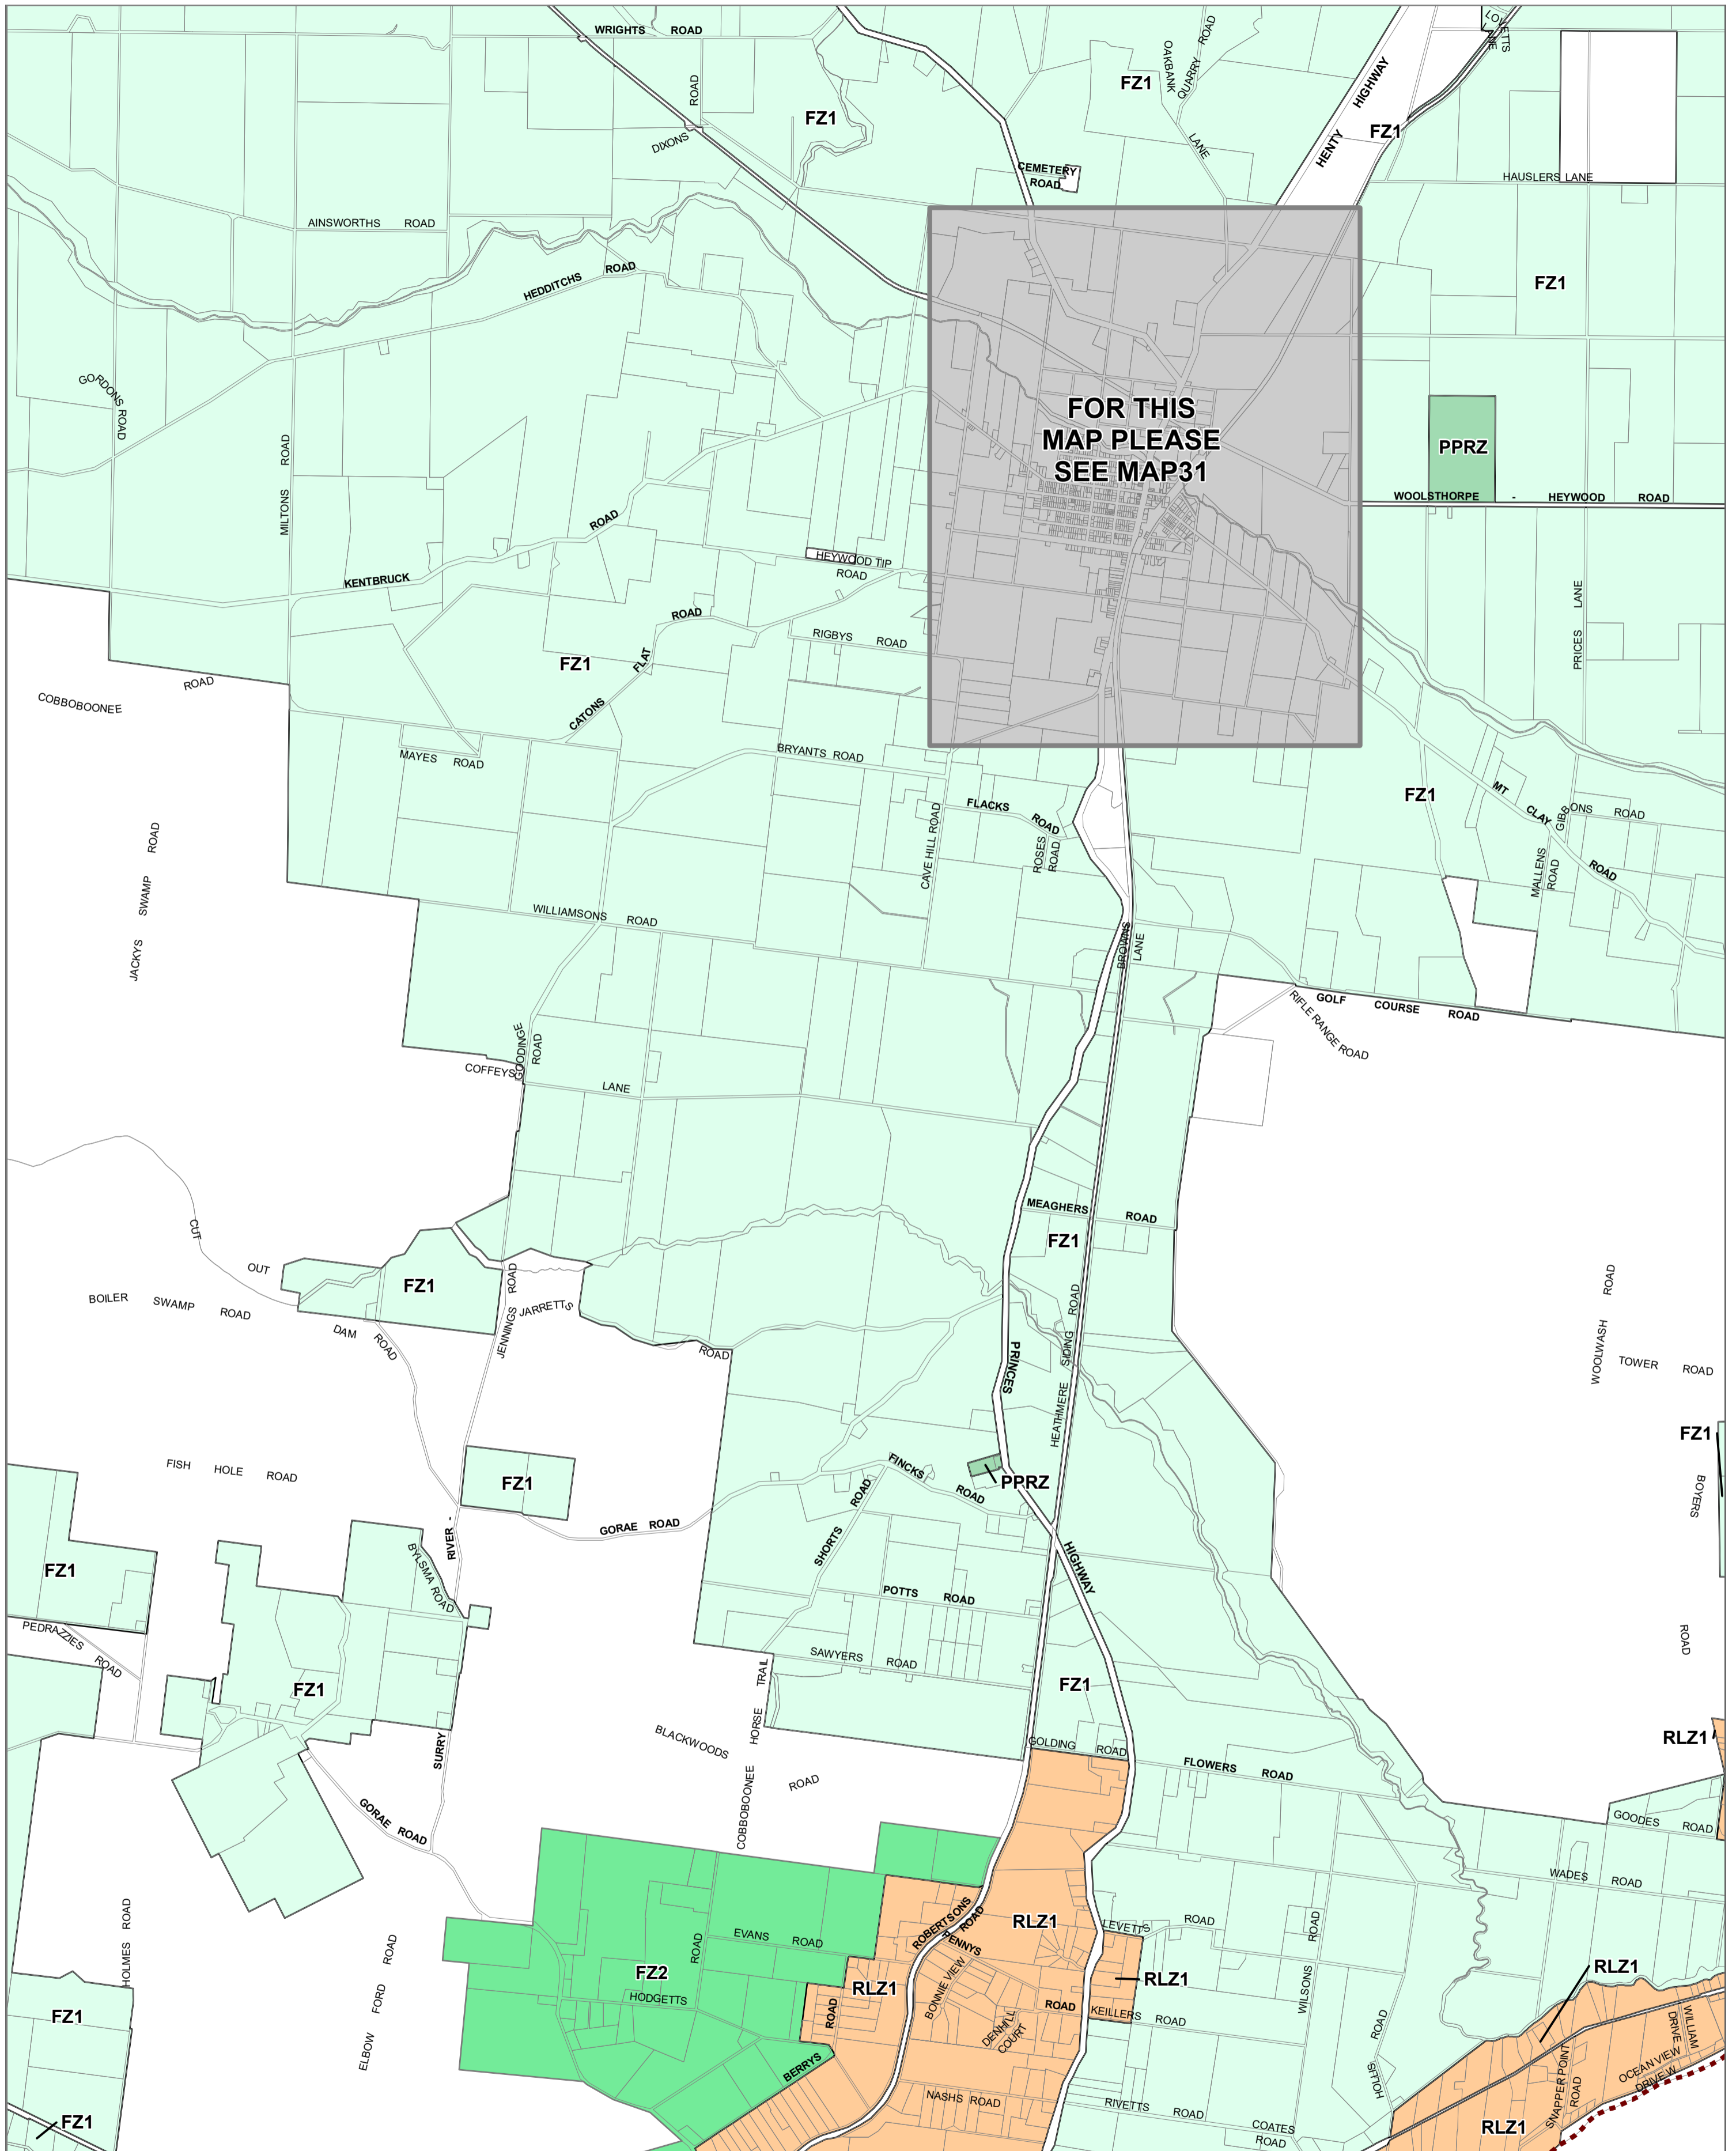 WRIGHTS ROAD
LOVETTS
LANE
OAKBANK
QUARRY ROAD
LANE
HENTY HIGHWAY
FZ1
FZ1
FZ1
ROAD
DIXONS
CEMETERY
ROAD
HAUSLERS LANE
AINSWORTHS ROAD
HEDDITCHS ROAD
FZ1
GORDONS ROAD
MILTONS ROAD
FOR THIS
MAP PLEASE
SEE MAP31
PPRZ
WOOLSTHORPE - HEYWOOD ROAD
KENTBRUCK ROAD
HEYWOOD TIP
ROAD
PRICES LANE
RIGBYS ROAD
CATONS FLAT ROAD
FZ1
COBBOBOONEE ROAD
MAYES ROAD
BRYANTS ROAD
FLACKS ROAD
ROSES
ROAD
CAVE HILL ROAD
FZ1
MT CLAY ROAD
GIBBONS ROAD
MALLENS
ROAD
JACKYS SWAMP ROAD
WILLIAMSONS ROAD
BROWNS
LANE
GOLF COURSE ROAD
RIFLE RANGE ROAD
GOODINGE
ROAD
COFFEYS LANE
MEAGHERS ROAD
FZ1
CUT OUT DAM ROAD
FZ1
BOILER SWAMP ROAD
JENNINGS ROAD
JARRETTS ROAD
PRINCES HIGHWAY
HEATHMERE SIDING ROAD
WOOLWASH ROAD
TOWER ROAD
FZ1
BOYERS ROAD
FISH HOLE ROAD
FZ1
FINCKS ROAD
PPRZ
GORAE ROAD
SHORTS ROAD
RIVER -
SURRY
BYLSMA ROAD
FZ1
POTTS ROAD
PEDRAZZIES
ROAD
SAWYERS ROAD
FZ1
FZ1
COBBOBOONEE HORSE TRAIL
BLACKWOODS ROAD
GOLDING ROAD
FLOWERS ROAD
RLZ1
GORAE ROAD
GOODES ROAD
WADES ROAD
HOLMES ROAD
ELBOW FORD ROAD
EVANS ROAD
ROAD
FZ2
HODGETTS
ROBERTSONS
ROAD
PENNYS
ROAD
RLZ1
LEVETTS ROAD
RLZ1
RLZ1
BONNIE VIEW
ROAD
DENHILL
COURT
KEILLERS ROAD
WILSONS ROAD
RLZ1
FZ1
BERRYS
NASHS ROAD
RIVETTS ROAD
COATES
ROAD
HOLLIS ROAD
SNAPPER POINT
ROAD
OCEAN VIEW
DRIVE W
WILLIAM
DRIVE
RLZ1
FZ1